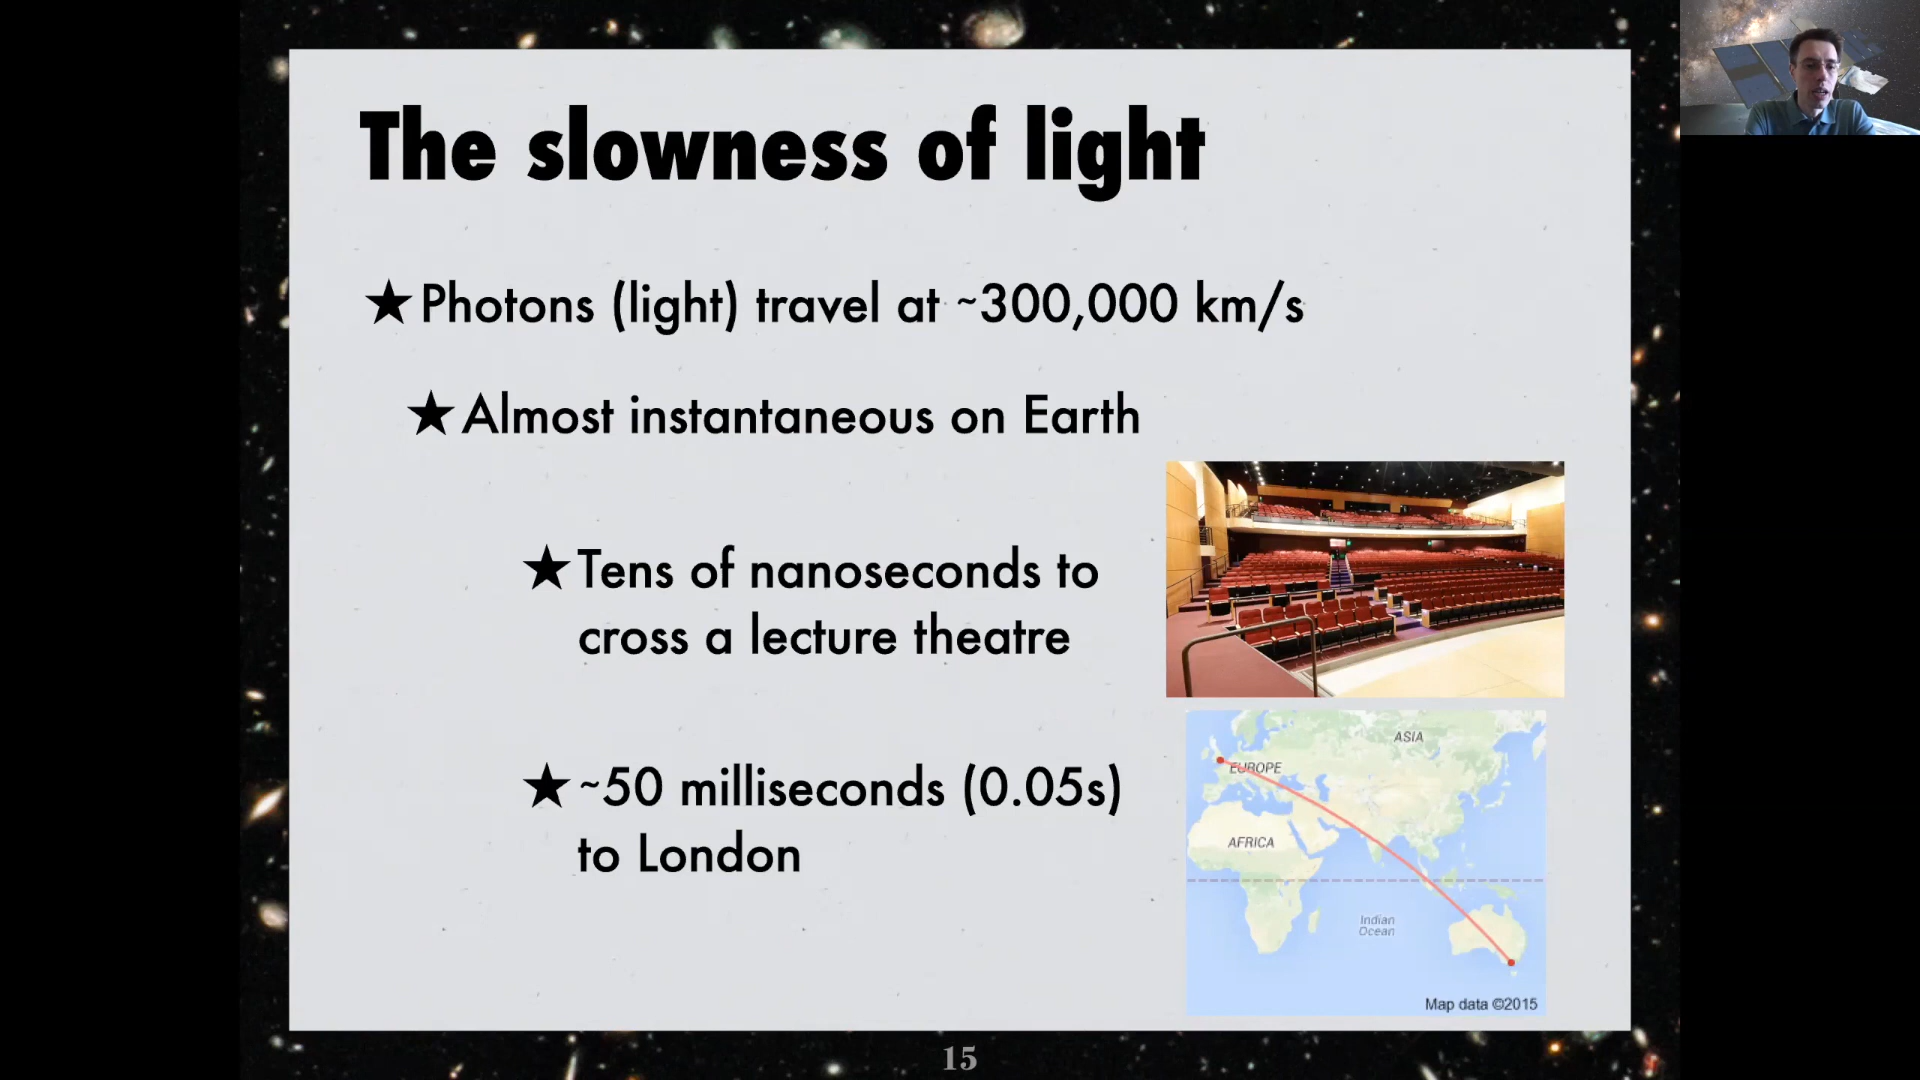 The slowness of light
★Photons (light) travel at ~300,000 km/s
★Almost instantaneous on Earth
★Tens of nanoseconds to
cross a lecture theatre
★~50 milliseconds (0.05s)
to London
ASIA
EUROPE
AFRICA
Indian
Ocean
Map data ©2015
15